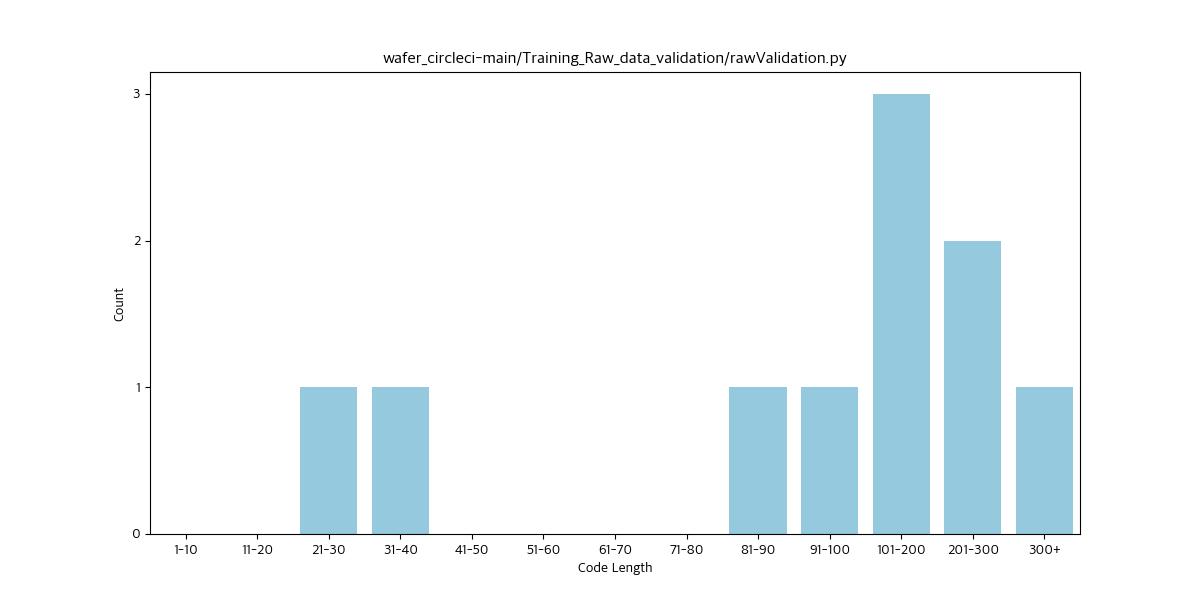 wafer_circleci-main/Training_Raw_data_validation/rawValidation.py
3
2
1
0
Count
1-10 11-20 21-30 31-40 41-50 51-60 61-70 71-80 81-90 91-100 101-200 201-300 300+
Code Length